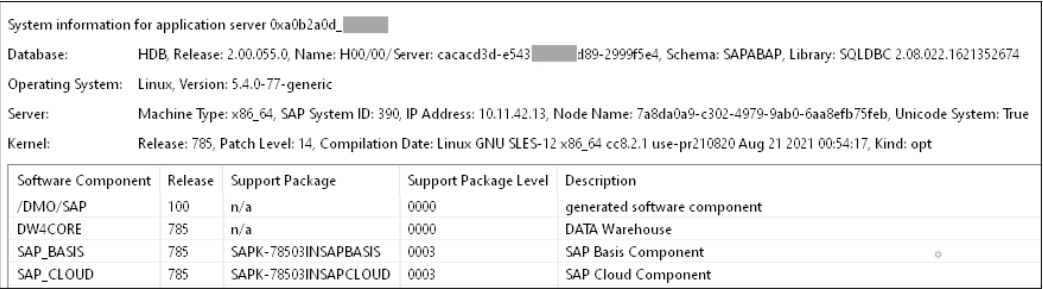 System information for application server 0xa0b2a0d_
Database: HDB, Release: 2.00.055.0, Name: H00/00/Server: cacacd3d-e543 d89-2999f5e4, Schema: SAPABAP, Library: SQLDBC 2.08.022.1621352674
Operating System: Linux, Version: 5.4.0-77-generic
Server: Machine Type: x86_64, SAP System ID: 390, IP Address: 10.11.42.13, Node Name: 7a8da0a9-c302-4979-9ab0-6aa8efb75feb, Unicode System: True
Kernel: Release: 785, Patch Level: 14, Compilation Date: Linux GNU SLES-12 x86_64 cc8.2.1 use-pr210820 Aug 21 2021 00:54:17, Kind: opt
Software Component Release Support Package Support Package Level Description
/DMO/SAP 100 n/a 0000 generated software component
DW4CORE 785 n/a 0000 DATA Warehouse
SAP_BASIS 785 SAPK-78503INSAPBASIS 0003 SAP Basis Component
SAP_CLOUD 785 SAPK-78503INSAPCLOUD 0003 SAP Cloud Component